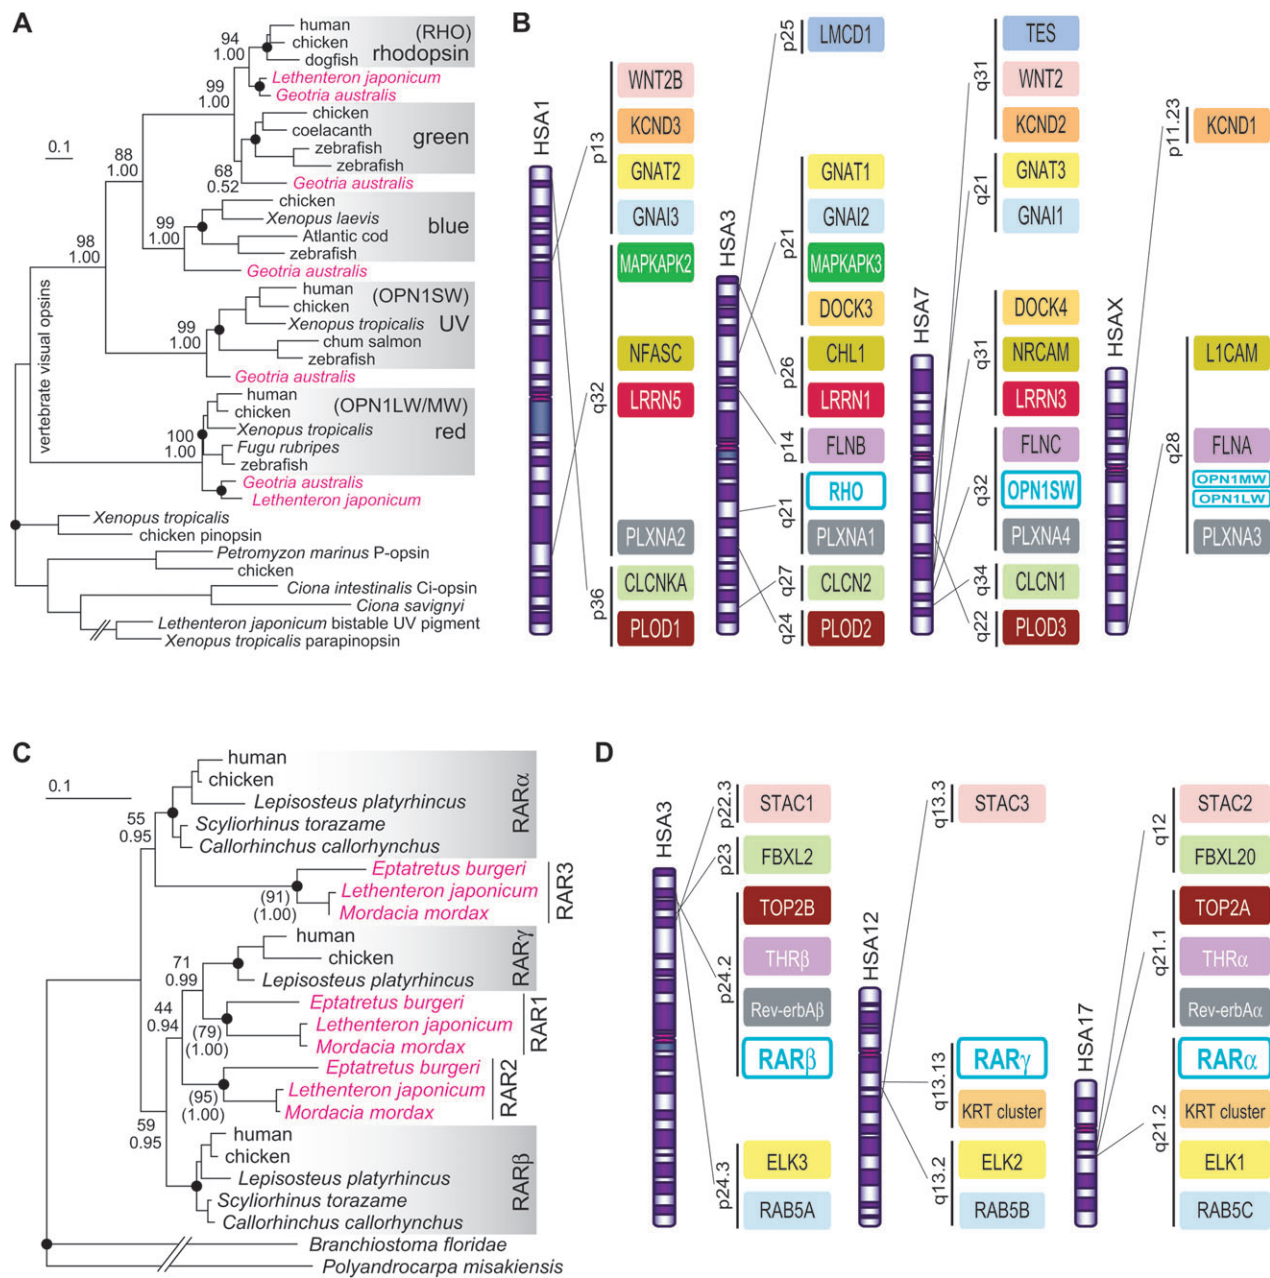 A
human
chicken
dogfish
(RHO)
rhodopsin
94
1.00
Lethenteron japonicum
Geotria australis
99
1.00
chicken
coelacanth
zebrafish
zebrafish
green
0.1
88
1.00
68
0.52
Geotria australis
chicken
Xenopus laevis
Atlantic cod
zebrafish
blue
99
1.00
98
1.00
Geotria australis
human
chicken
Xenopus tropicalis
chum salmon
zebrafish
(OPN1SW)
UV
99
1.00
Geotria australis
vertebrate visual opsins
human
chicken
Xenopus tropicalis
Fugu rubripes
zebrafish
(OPN1LW/MW)
red
100
1.00
Geotria australis
Lethenteron japonicum
Xenopus tropicalis
chicken pinopsin
Petromyzon marinus P-opsin
chicken
Ciona intestinalis Ci-opsin
Ciona savignyi
Lethenteron japonicum bistable UV pigment
Xenopus tropicalis parapinopsin
B
HSA1
p13
WNT2B
KCND3
GNAT2
GNAI3
q32
MAPKAPK2
NFASC
LRRN5
PLXNA2
p36
CLCNKA
PLOD1
HSA3
p25
LMCD1
p21
GNAT1
GNAI2
MAPKAPK3
DOCK3
p26
CHL1
LRRN1
p14
FLNB
q21
RHO
PLXNA1
q27
CLCN2
q24
PLOD2
HSA7
q31
TES
WNT2
KCND2
q21
GNAT3
GNAI1
q31
DOCK4
NRCAM
LRRN3
q32
FLNC
OPN1SW
PLXNA4
q34
CLCN1
q22
PLOD3
HSAX
p11.23
KCND1
q28
L1CAM
FLNA
OPN1MW
OPN1LW
PLXNA3
C
0.1
human
chicken
Lepisosteus platyrhincus
Scyliorhinus torazame
Callorhinchus callorhynchus
RARα
55
0.95
Eptatretus burgeri
Lethenteron japonicum
Mordacia mordax
(91)
(1.00)
RAR3
human
chicken
Lepisosteus platyrhincus
RARγ
71
0.99
Eptatretus burgeri
Lethenteron japonicum
Mordacia mordax
(79)
(1.00)
RAR1
44
0.94
Eptatretus burgeri
Lethenteron japonicum
Mordacia mordax
(95)
(1.00)
RAR2
59
0.95
human
chicken
Lepisosteus platyrhincus
Scyliorhinus torazame
Callorhinchus callorhynchus
RARβ
Branchiostoma floridae
Polyandrocarpa misakiensis
D
HSA3
p22.3
STAC1
p23
FBXL2
p24.2
TOP2B
THRβ
Rev-erbAβ
RARβ
p24.3
ELK3
RAB5A
HSA12
q13.3
STAC3
q13.13
RARγ
KRT cluster
q13.2
ELK2
RAB5B
HSA17
q12
STAC2
FBXL20
q21.1
TOP2A
THRα
Rev-erbAα
q21.2
RARα
KRT cluster
ELK1
RAB5C